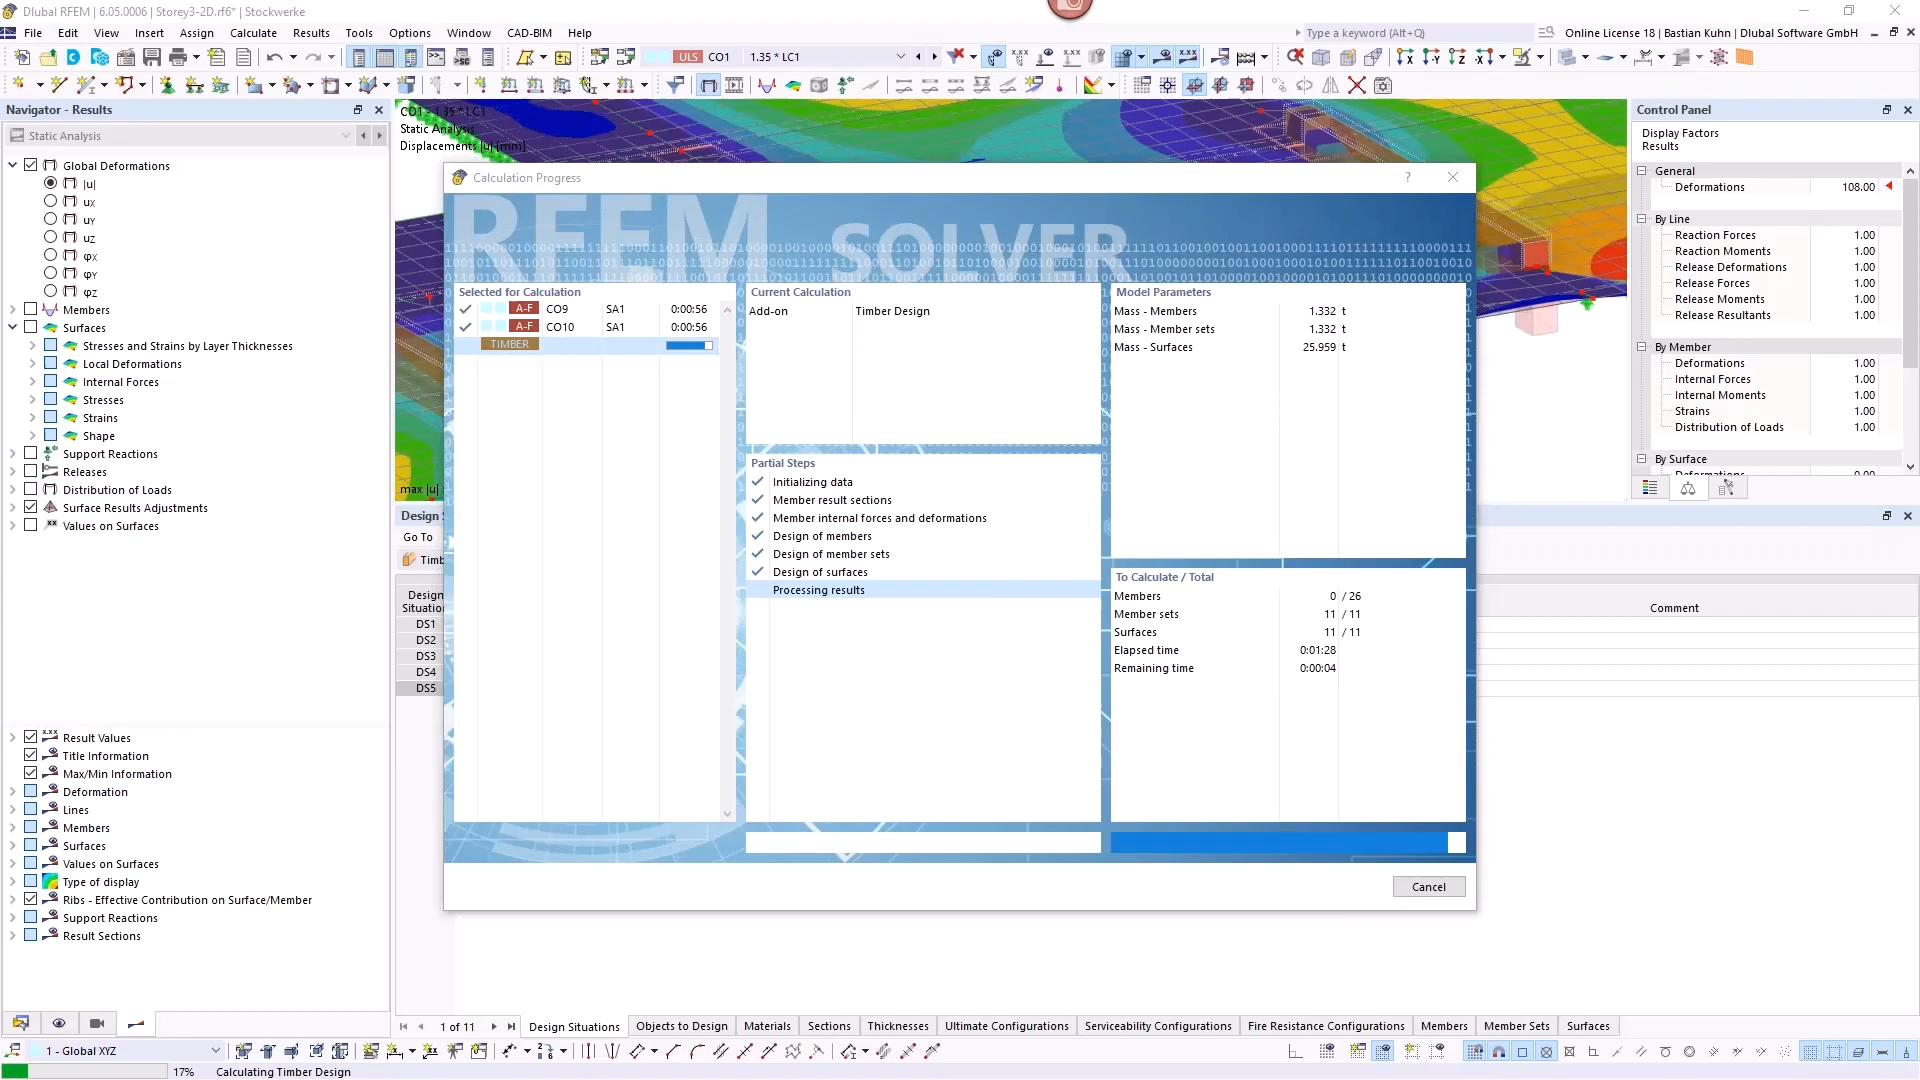 Dlubal RFEM | 6.05.0006 | Storey3-2D.rf6* | Stockwerke
File Edit View Insert Assign Calculate Results Tools Options Window CAD-BIM Help
Type a keyword (Alt+Q)
Online License 18 | Bastian Kuhn | Dlubal Software GmbH
ULS CO1 1.35 * LC1
Navigator - Results
Static Analysis
Global Deformations
|u|
uX
uY
uZ
φX
φY
φZ
Members
Surfaces
Stresses and Strains by Layer Thicknesses
Local Deformations
Internal Forces
Stresses
Strains
Shape
Support Reactions
Releases
Distribution of Loads
Surface Results Adjustments
Values on Surfaces
Result Values
Title Information
Max/Min Information
Deformation
Lines
Members
Surfaces
Values on Surfaces
Type of display
Ribs - Effective Contribution on Surface/Member
Support Reactions
Result Sections
CO1 - 1.35 * LC1
Static Analysis
Displacements |u| [mm]
max |u|
Design
Go To
Timb
Design
Situatio
DS1
DS2
DS3
DS4
DS5
Comment
Calculation Progress
RFEM SOLVER
Selected for Calculation
A-F CO9 SA1 0:00:56
A-F CO10 SA1 0:00:56
TIMBER
Current Calculation
Add-on Timber Design
Partial Steps
Initializing data
Member result sections
Member internal forces and deformations
Design of members
Design of member sets
Design of surfaces
Processing results
Model Parameters
Mass - Members 1.332 t
Mass - Member sets 1.332 t
Mass - Surfaces 25.959 t
To Calculate / Total
Members 0 / 26
Member sets 11 / 11
Surfaces 11 / 11
Elapsed time 0:01:28
Remaining time 0:00:04
Cancel
Control Panel
Display Factors
Results
General
Deformations 108.00
By Line
Reaction Forces 1.00
Reaction Moments 1.00
Release Deformations 1.00
Release Forces 1.00
Release Moments 1.00
Release Resultants 1.00
By Member
Deformations 1.00
Internal Forces 1.00
Internal Moments 1.00
Strains 1.00
Distribution of Loads 1.00
By Surface
Deformations 0.00
1 of 11
Design Situations Objects to Design Materials Sections Thicknesses Ultimate Configurations Serviceability Configurations Fire Resistance Configurations Members Member Sets Surfaces
1 - Global XYZ
17% Calculating Timber Design